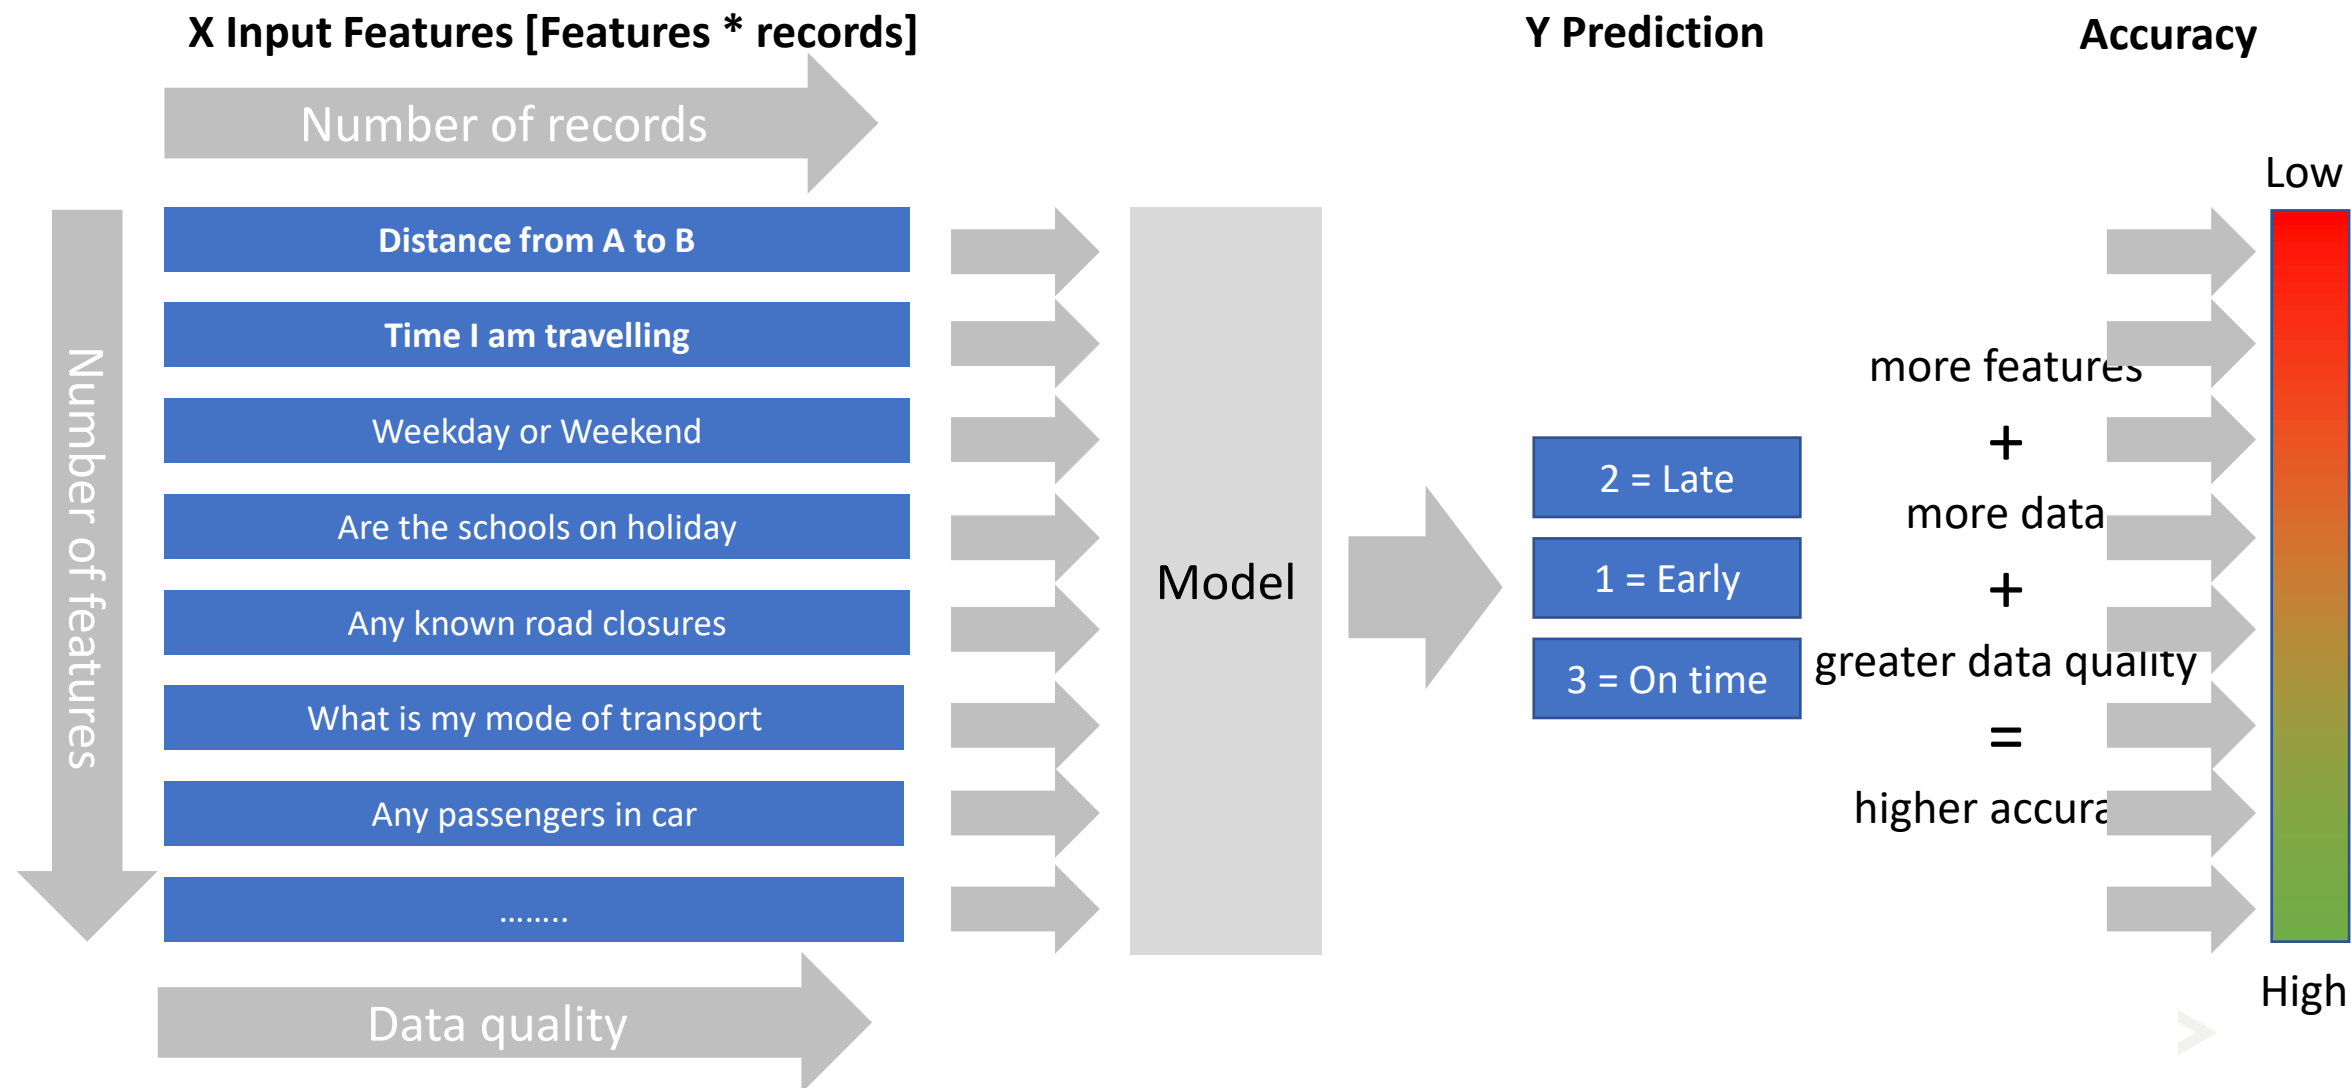 X Input Features [Features * records]
Y Prediction
Accuracy
Number of records
Number of features
Distance from A to B
Time I am travelling
Weekday or Weekend
Are the schools on holiday
Any known road closures
What is my mode of transport
Any passengers in car
........
Data quality
Model
2 = Late
1 = Early
3 = On time
more features
+
more data
+
greater data quality
=
higher accura
Low
High
>